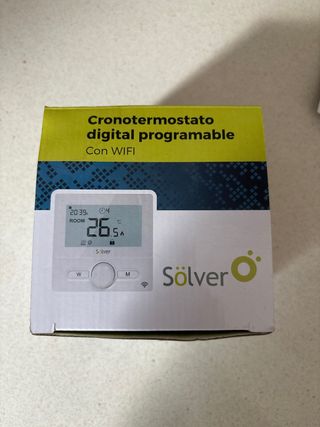 Cronotermostato
digital programable
Con WIFI
20:39
ROOM 26.5 °C
Sölver
W M
Sölver